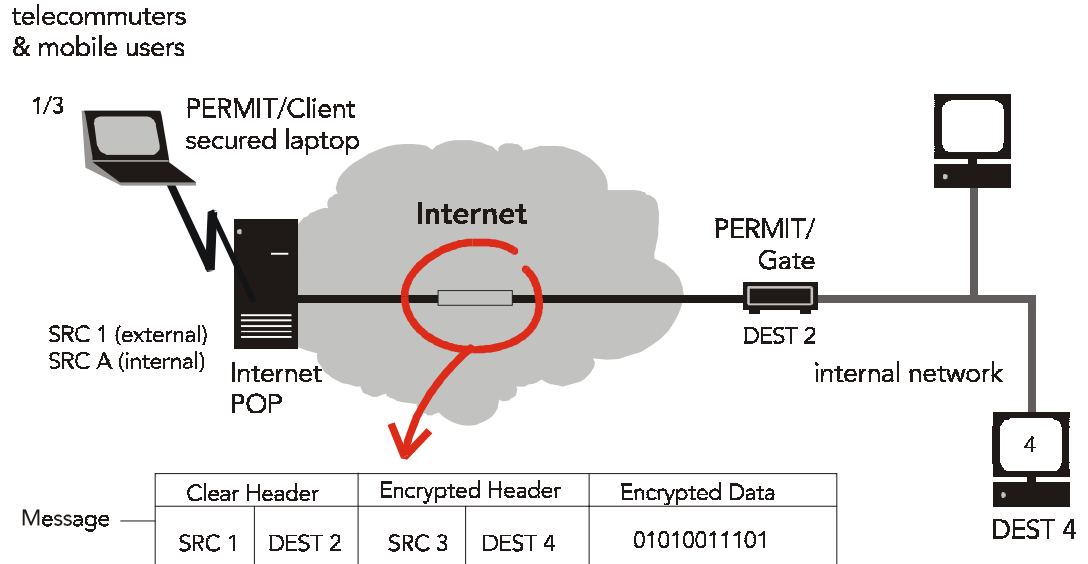 telecommuters
& mobile users
1/3
PERMIT/Client
secured laptop
Internet
PERMIT/
Gate
SRC 1 (external)
SRC A (internal)
DEST 2
Internet
POP
internal network
4
DEST 4
Message
Clear Header
Encrypted Header
Encrypted Data
SRC 1
DEST 2
SRC 3
DEST 4
01010011101